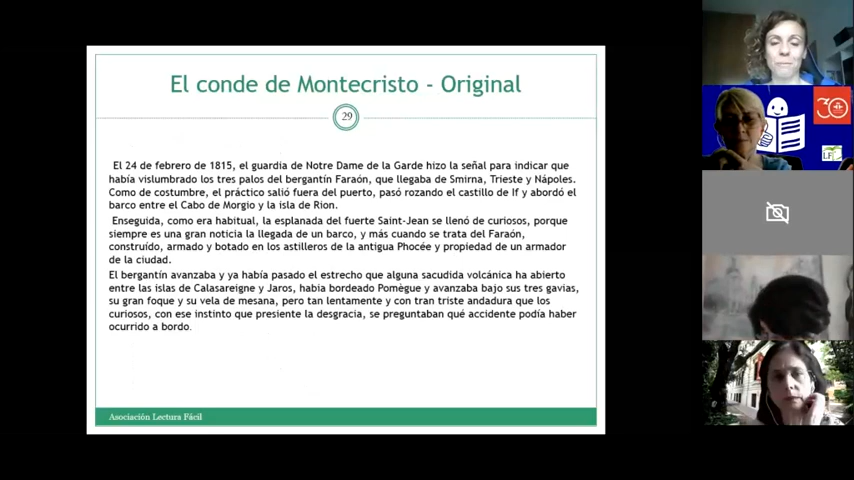 El conde de Montecristo - Original
29
El 24 de febrero de 1815, el guardia de Notre Dame de la Garde hizo la señal para indicar que
había vislumbrado los tres palos del bergantín Faraón, que llegaba de Smirna, Trieste y Nápoles.
Como de costumbre, el práctico salió fuera del puerto, pasó rozando el castillo de If y abordó el
barco entre el Cabo de Morgio y la isla de Rion.
Enseguida, como era habitual, la esplanada del fuerte Saint-Jean se llenó de curiosos, porque
siempre es una gran noticia la llegada de un barco, y más cuando se trata del Faraón,
construído, armado y botado en los astilleros de la antigua Phocée y propiedad de un armador
de la ciudad.
El bergantín avanzaba y ya había pasado el estrecho que alguna sacudida volcánica ha abierto
entre las islas de Calasareigne y Jaros, había bordeado Pomègue y avanzaba bajo sus tres gavias,
su gran foque y su vela de mesana, pero tan lentamente y con tran triste andadura que los
curiosos, con ese instinto que presiente la desgracia, se preguntaban qué accidente podía haber
ocurrido a bordo.
Asociación Lectura Fácil
30
LF